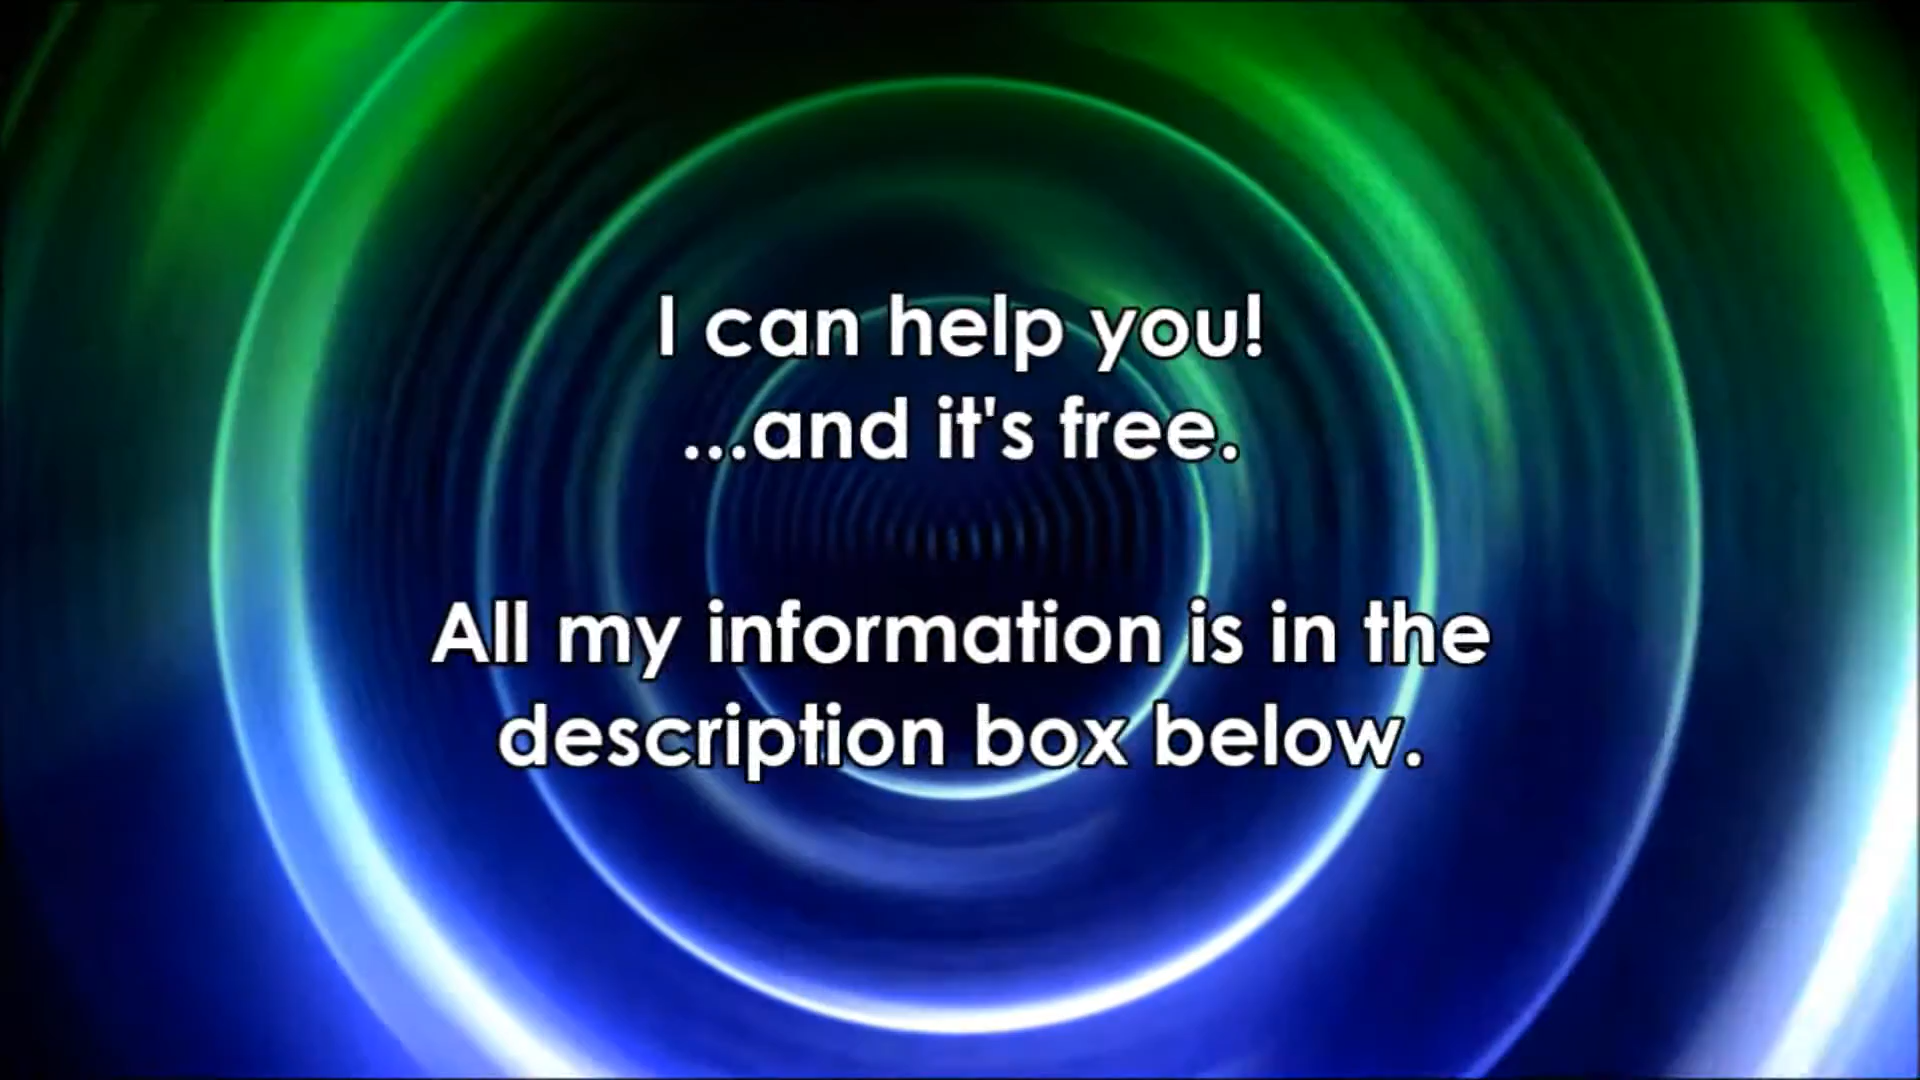 I can help you!
...and it's free.
All my information is in the
description box below.